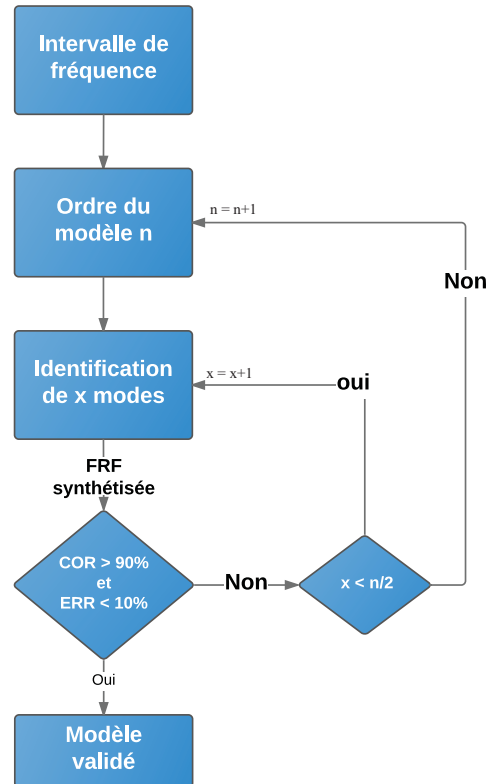 Intervalle de
fréquence
Ordre du
modèle n
n = n+1
Non
Identification
de x modes
x = x+1
oui
FRF
synthétisée
COR > 90%
et
ERR < 10%
Non
x < n/2
Oui
Modèle
validé